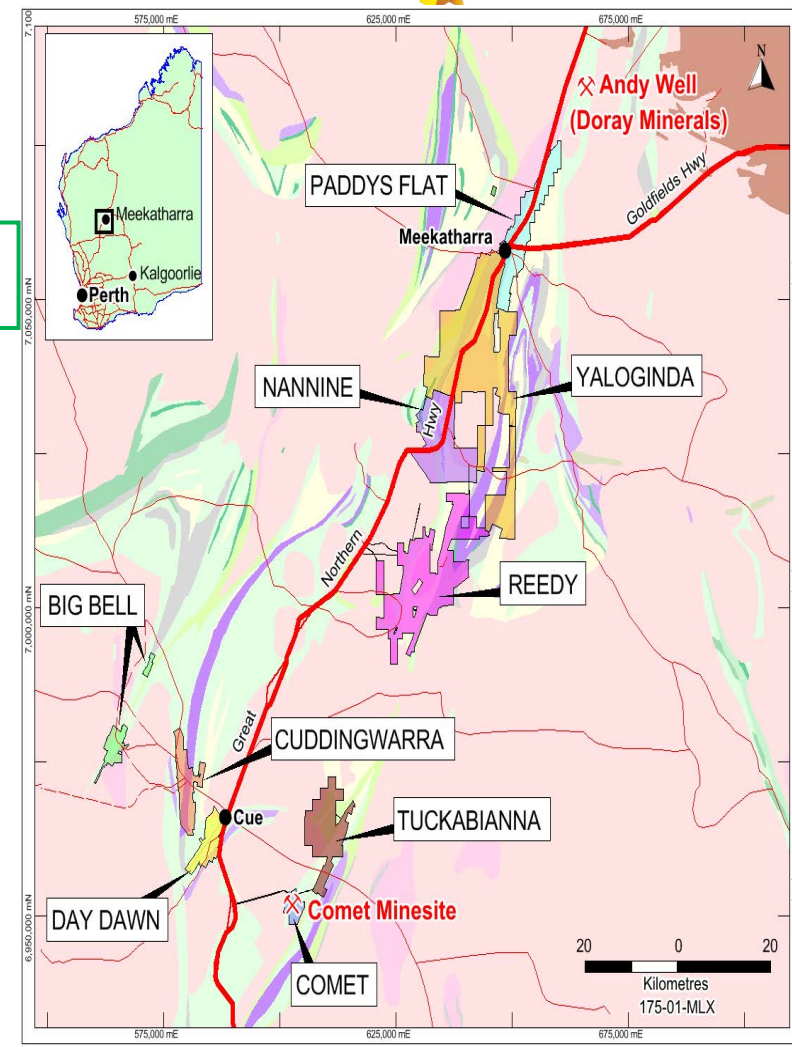 575,000 mE
625,000 mE
675,000 mE
7,100
N
Andy Well
(Doray Minerals)
PADDYS FLAT
Goldfields Hwy
Meekatharra
Meekatharra
Kalgoorlie
Perth
7,050,000 mN
NANNINE
YALOGINDA
Hwy
Northern
REEDY
BIG BELL
7,000,000 mN
Great
CUDDINGWARRA
Cue
TUCKABIANNA
DAY DAWN
Comet Minesite
6,950,000 mN
COMET
20 0 20
Kilometres
175-01-MLX
575,000 mE
625,000 mE
675,000 mE